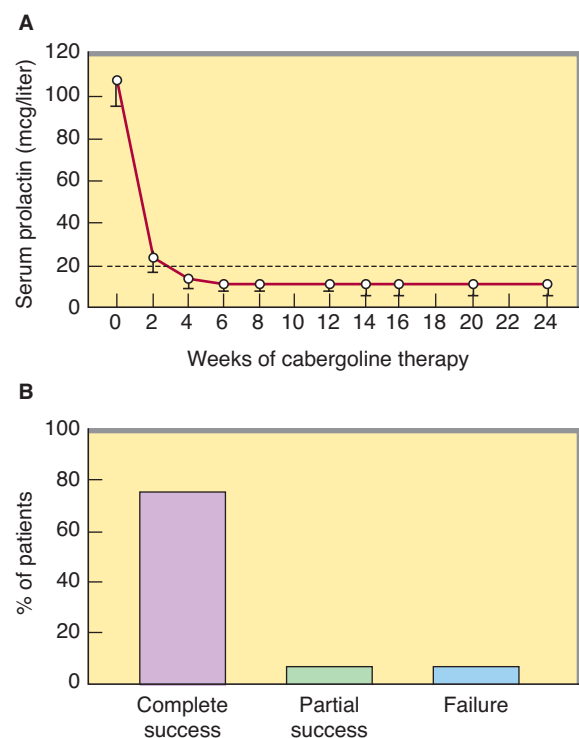 A
120
100
80
60
40
20
0
Serum prolactin (mcg/liter)
0 2 4 6 8 10 12 14 16 18 20 22 24
Weeks of cabergoline therapy
B
100
80
60
40
20
0
% of patients
Complete success
Partial success
Failure